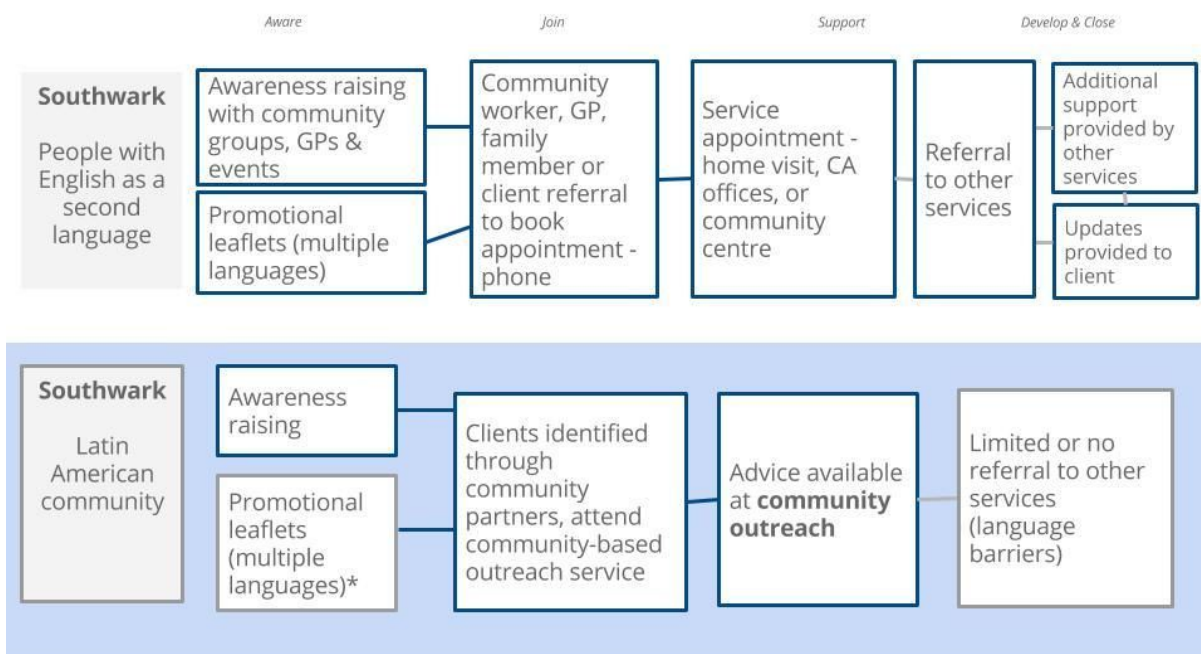 Aware
Join
Support
Develop & Close
Southwark
People with
English as a
second
language
Awareness raising
with community
groups, GPs &
events
Promotional
leaflets (multiple
languages)
Community
worker, GP,
family
member or
client referral
to book
appointment -
phone
Service
appointment -
home visit, CA
offices, or
community
centre
Referral
to other
services
Additional
support
provided by
other
services
Updates
provided to
client
Southwark
Latin
American
community
Awareness
raising
Promotional
leaflets
(multiple
languages)*
Clients identified
through
community
partners, attend
community-based
outreach service
Advice available
at community
outreach
Limited or no
referral to other
services
(language
barriers)